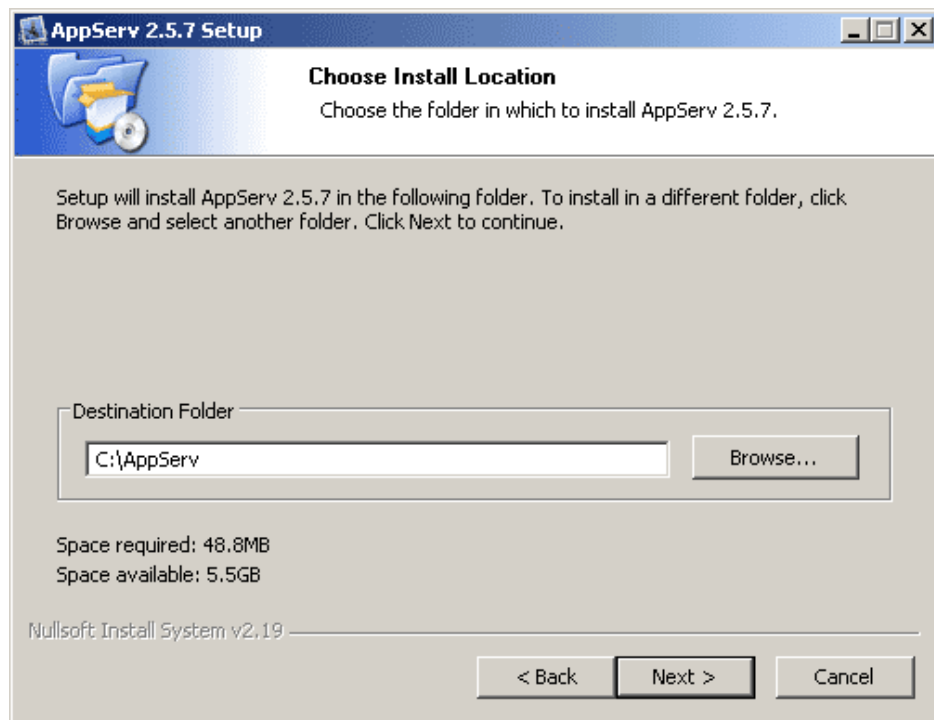 AppServ 2.5.7 Setup
Choose Install Location
Choose the folder in which to install AppServ 2.5.7.
Setup will install AppServ 2.5.7 in the following folder. To install in a different folder, click
Browse and select another folder. Click Next to continue.
Destination Folder
C:\AppServ
Browse...
Space required: 48.8MB
Space available: 5.5GB
Nullsoft Install System v2.19
< Back
Next >
Cancel